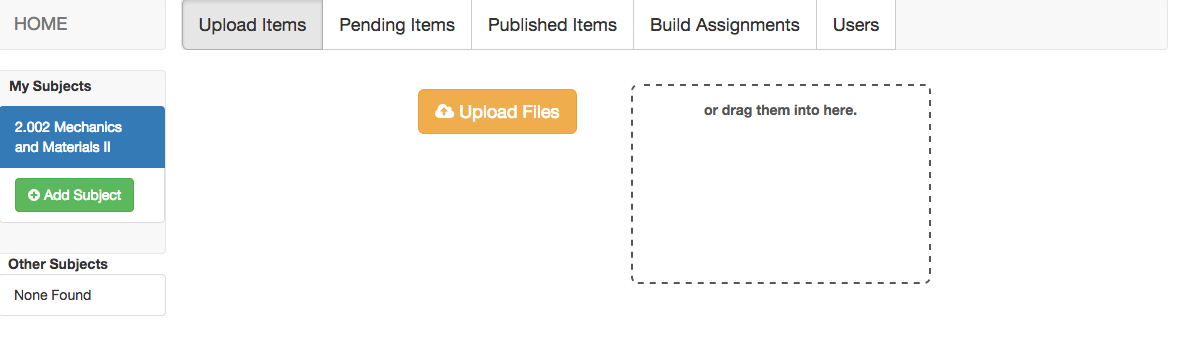 HOME
Upload Items
Pending Items
Published Items
Build Assignments
Users
My Subjects
2.002 Mechanics
and Materials II
Add Subject
Other Subjects
None Found
Upload Files
or drag them into here.